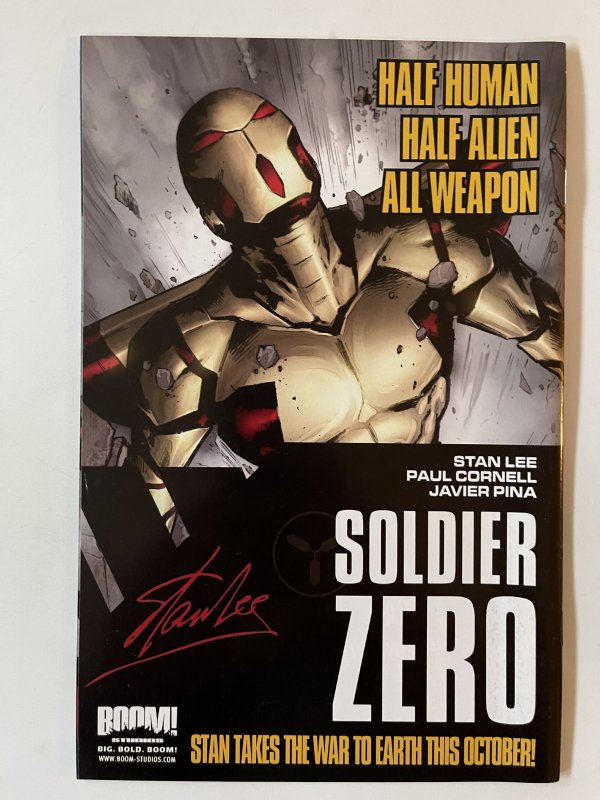 HALF HUMAN
HALF ALIEN
ALL WEAPON
STAN LEE
PAUL CORNELL
JAVIER PINA
SOLDIER
ZERO
Stan Lee
BOOM!
STUDIOS
BIG. BOLD. BOOM!
WWW.BOOM-STUDIOS.COM
STAN TAKES THE WAR TO EARTH THIS OCTOBER!